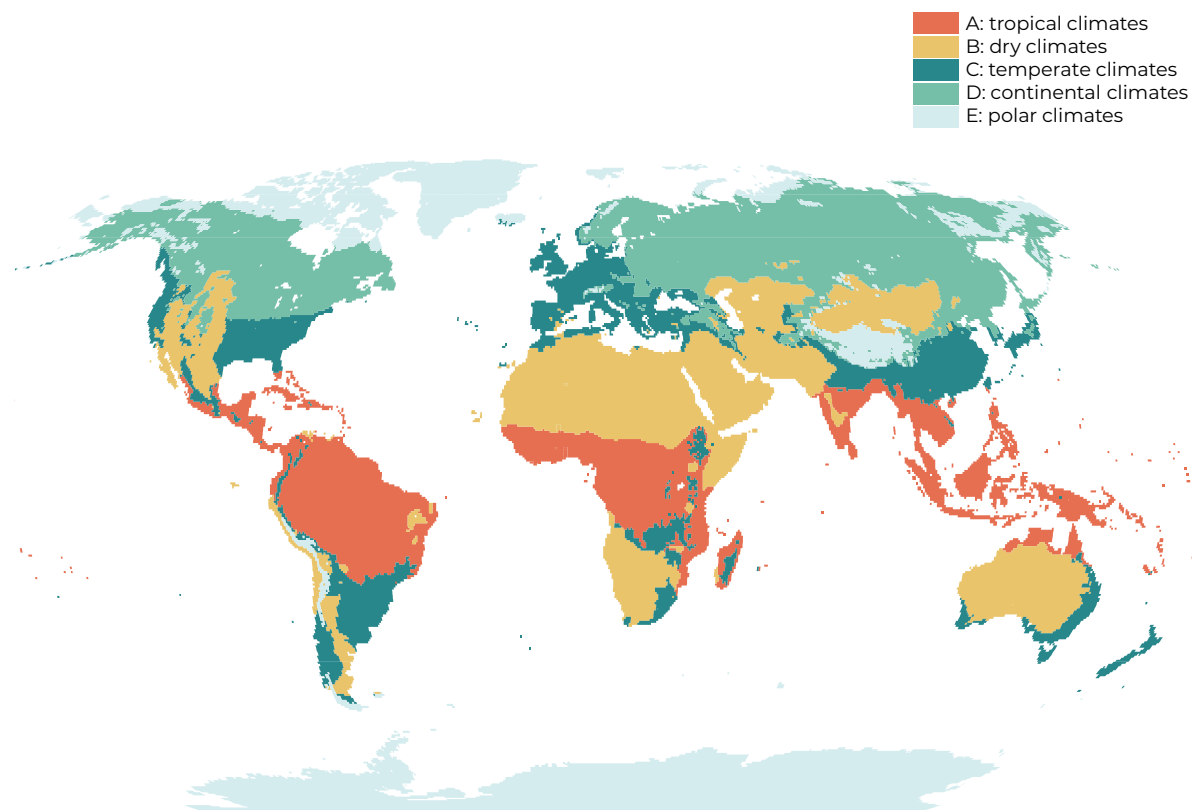 A: tropical climates
B: dry climates
C: temperate climates
D: continental climates
E: polar climates